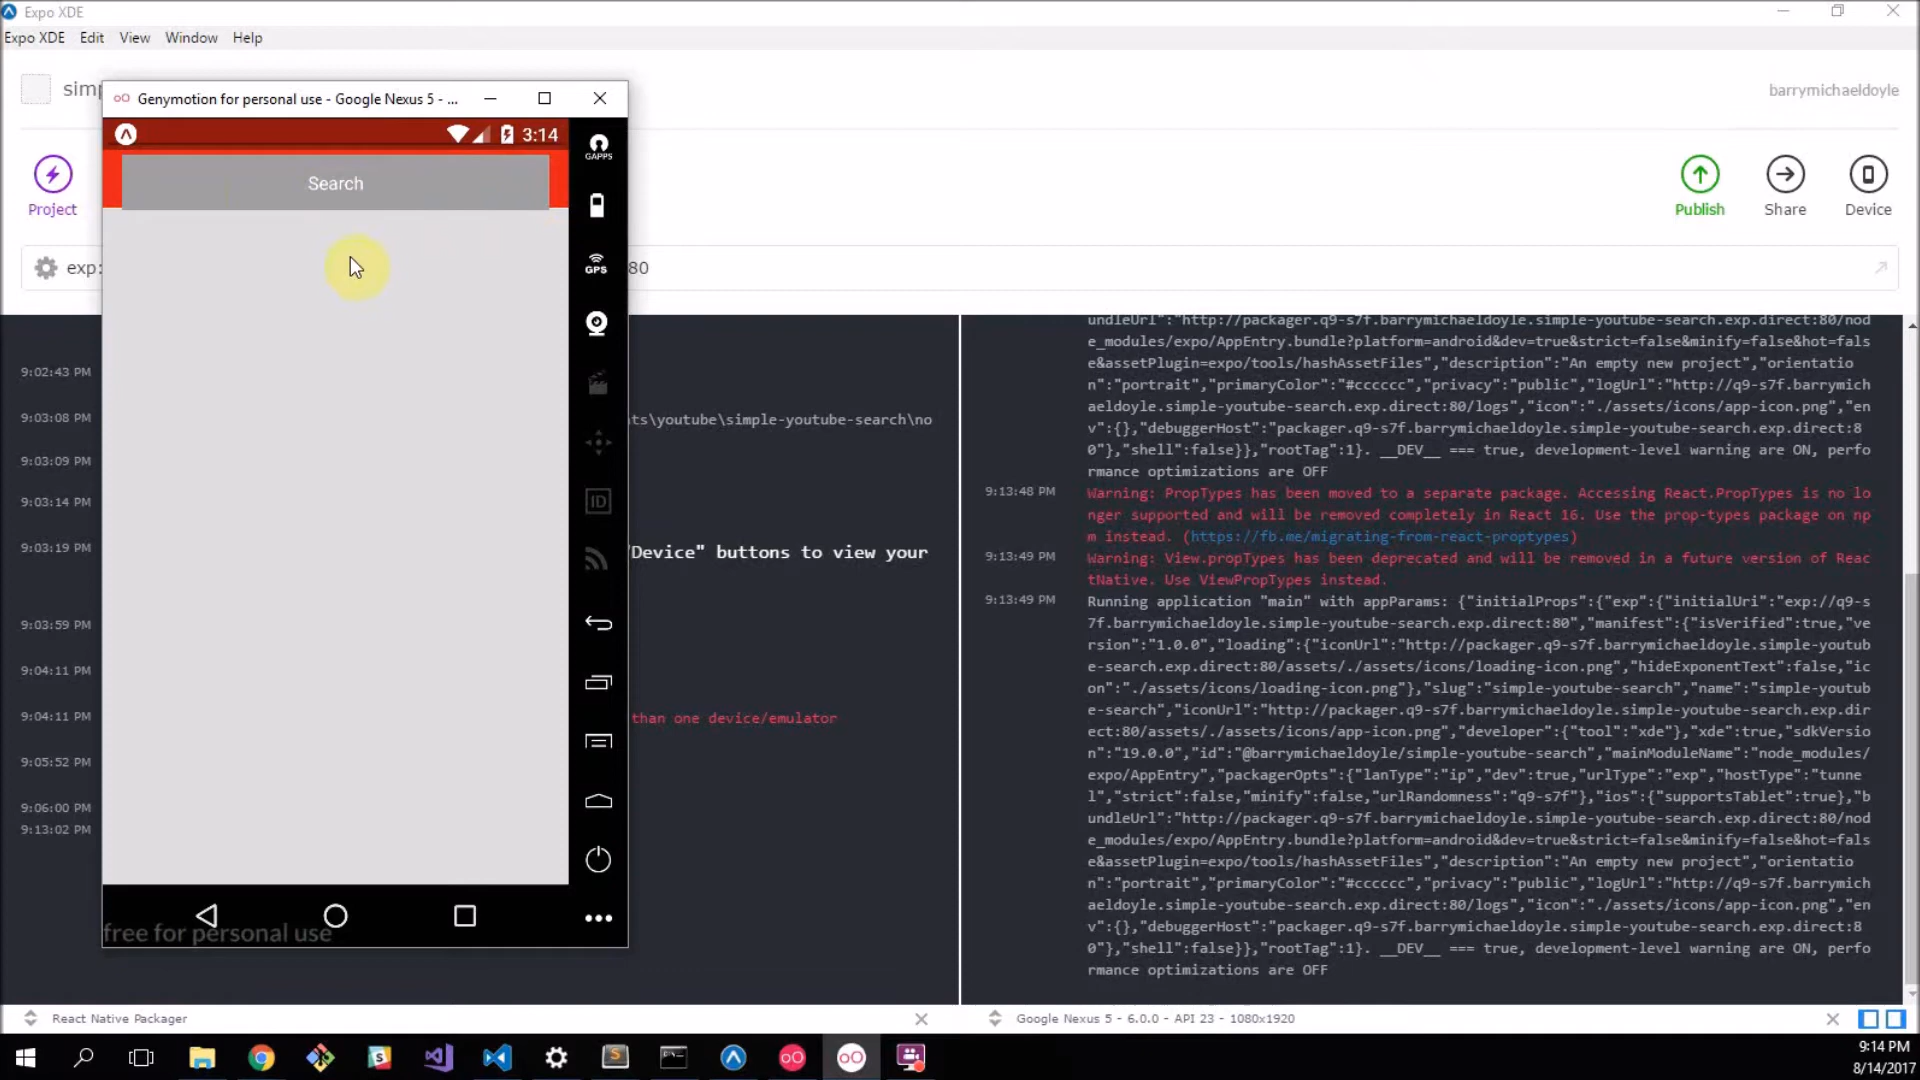 Expo XDE
Expo XDE Edit View Window Help
simp
barrymichaeldoyle
Genymotion for personal use - Google Nexus 5 - ...
3:14
Search
GAPPS
GPS
ID
free for personal use
Project
Publish
Share
Device
exp:
80
9:02:43 PM
9:03:08 PM
ts\youtube\simple-youtube-search\no
9:03:09 PM
9:03:14 PM
9:03:19 PM
Device" buttons to view your
9:03:59 PM
9:04:11 PM
9:04:11 PM
than one device/emulator
9:05:52 PM
9:06:00 PM
9:13:02 PM
undleUrl":"http://packager.q9-s7f.barrymichaeldoyle.simple-youtube-search.exp.direct:80/nod
e_modules/expo/AppEntry.bundle?platform=android&dev=true&strict=false&minify=false&hot=fals
e&assetPlugin=expo/tools/hashAssetFiles","description":"An empty new project","orientatio
n":"portrait","primaryColor":"#cccccc","privacy":"public","logUrl":"http://q9-s7f.barrymich
aeldoyle.simple-youtube-search.exp.direct:80/logs","icon":"./assets/icons/app-icon.png","en
v":{},"debuggerHost":"packager.q9-s7f.barrymichaeldoyle.simple-youtube-search.exp.direct:8
0"},"shell":false}},"rootTag":1}. __DEV__ === true, development-level warning are ON, perfo
rmance optimizations are OFF
9:13:48 PM
Warning: PropTypes has been moved to a separate package. Accessing React.PropTypes is no lo
nger supported and will be removed completely in React 16. Use the prop-types package on np
m instead. (https://fb.me/migrating-from-react-proptypes)
9:13:49 PM
Warning: View.propTypes has been deprecated and will be removed in a future version of Reac
tNative. Use ViewPropTypes instead.
9:13:49 PM
Running application "main" with appParams: {"initialProps":{"exp":{"initialUri":"exp://q9-s
7f.barrymichaeldoyle.simple-youtube-search.exp.direct:80","manifest":{"isVerified":true,"ve
rsion":"1.0.0","loading":{"iconUrl":"http://packager.q9-s7f.barrymichaeldoyle.simple-youtub
e-search.exp.direct:80/assets/./assets/icons/loading-icon.png","hideExponentText":false,"ic
on":"./assets/icons/loading-icon.png"},"slug":"simple-youtube-search","name":"simple-youtub
e-search","iconUrl":"http://packager.q9-s7f.barrymichaeldoyle.simple-youtube-search.exp.dir
ect:80/assets/./assets/icons/app-icon.png","developer":{"tool":"xde"},"xde":true,"sdkVersio
n":"19.0.0","id":"@barrymichaeldoyle/simple-youtube-search","mainModuleName":"node_modules/
expo/AppEntry","packagerOpts":{"lanType":"ip","dev":true,"urlType":"exp","hostType":"tunne
l","strict":false,"minify":false,"urlRandomness":"q9-s7f"},"ios":{"supportsTablet":true},"b
undleUrl":"http://packager.q9-s7f.barrymichaeldoyle.simple-youtube-search.exp.direct:80/nod
e_modules/expo/AppEntry.bundle?platform=android&dev=true&strict=false&minify=false&hot=fals
e&assetPlugin=expo/tools/hashAssetFiles","description":"An empty new project","orientatio
n":"portrait","primaryColor":"#cccccc","privacy":"public","logUrl":"http://q9-s7f.barrymich
aeldoyle.simple-youtube-search.exp.direct:80/logs","icon":"./assets/icons/app-icon.png","en
v":{},"debuggerHost":"packager.q9-s7f.barrymichaeldoyle.simple-youtube-search.exp.direct:8
0"},"shell":false}},"rootTag":1}. __DEV__ === true, development-level warning are ON, perfo
rmance optimizations are OFF
React Native Packager
Google Nexus 5 - 6.0.0 - API 23 - 1080x1920
9:14 PM
8/14/2017